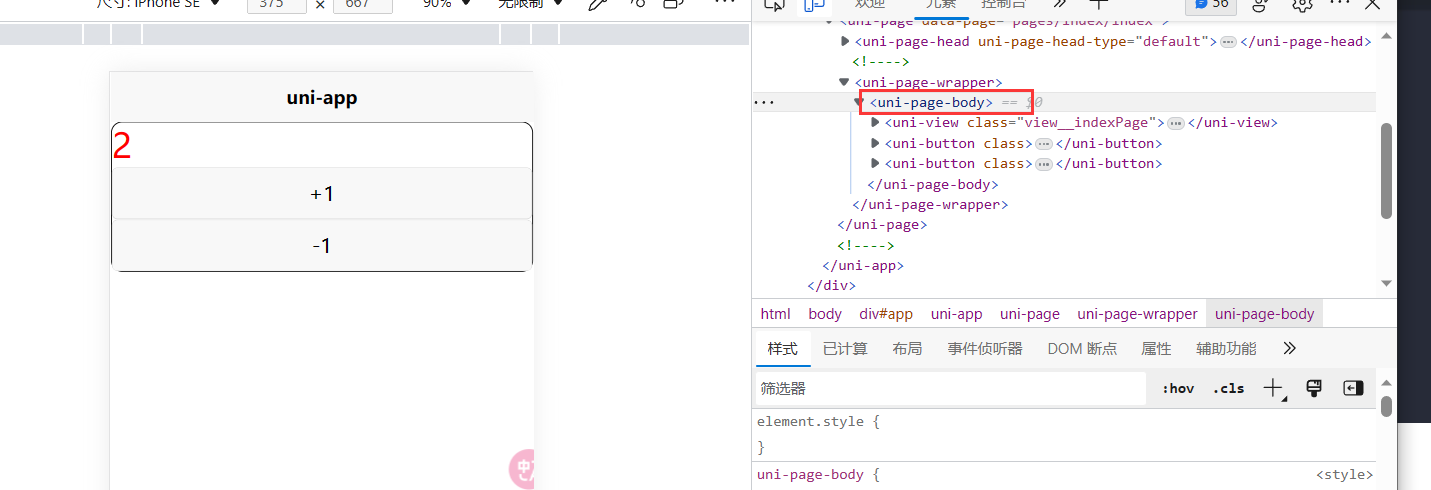 尺寸: iPhone SE ▼ 375 × 667 90% ▼ 无限制 ▼
欢迎 元素 控制台 56
<uni-page data-page="pages/index/index">
<uni-page-head uni-page-head-type="default"> ⋯ </uni-page-head>
<!---->
<uni-page-wrapper>
<uni-page-body> == $0
<uni-view class="view__indexPage"> ⋯ </uni-view>
<uni-button class> ⋯ </uni-button>
<uni-button class> ⋯ </uni-button>
</uni-page-body>
</uni-page-wrapper>
</uni-page>
<!---->
</uni-app>
</div>
html body div#app uni-app uni-page uni-page-wrapper uni-page-body
样式 已计算 布局 事件侦听器 DOM 断点 属性 辅助功能
筛选器 :hov .cls
element.style {
}
uni-page-body { <style>
uni-app
2
+1
-1
中